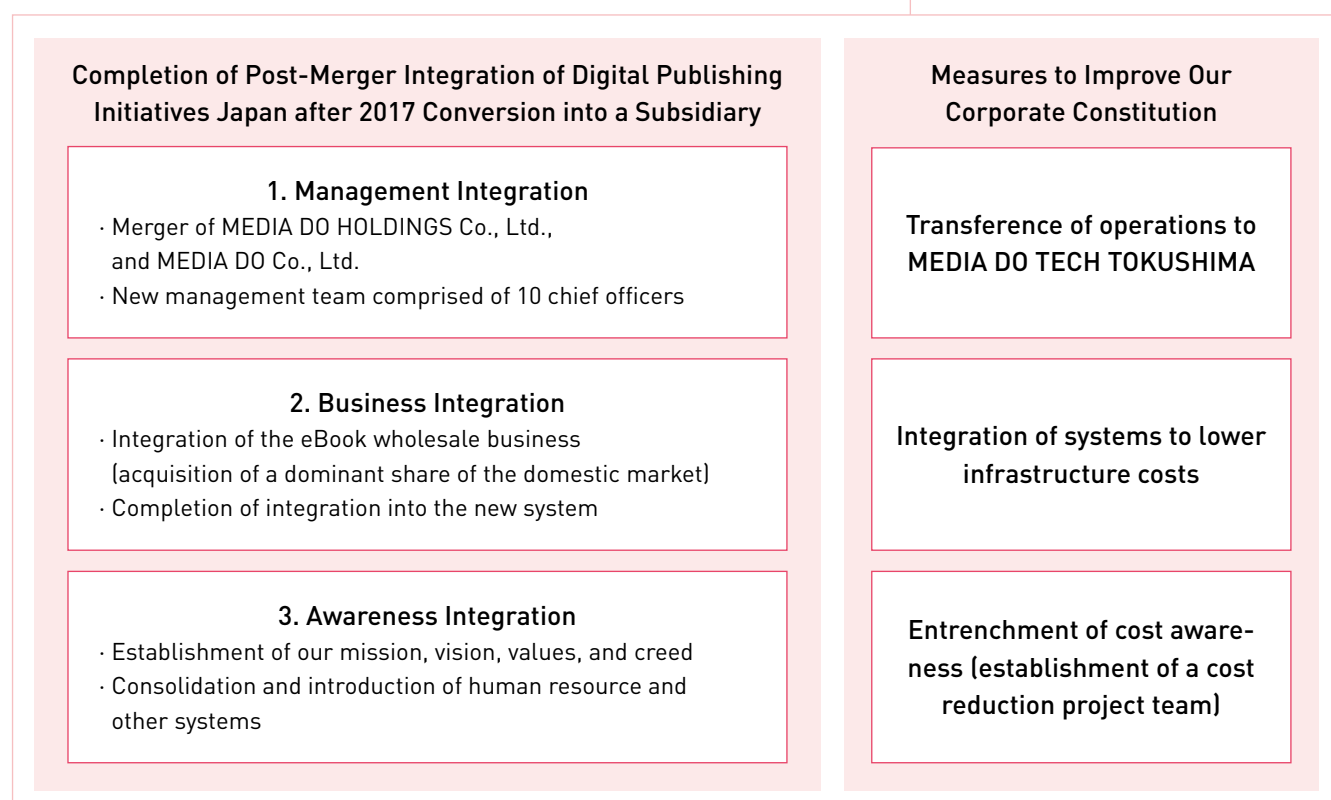 Completion of Post-Merger Integration of Digital Publishing
Initiatives Japan after 2017 Conversion into a Subsidiary
1. Management Integration
· Merger of MEDIA DO HOLDINGS Co., Ltd.,
and MEDIA DO Co., Ltd.
· New management team comprised of 10 chief officers
2. Business Integration
· Integration of the eBook wholesale business
(acquisition of a dominant share of the domestic market)
· Completion of integration into the new system
3. Awareness Integration
· Establishment of our mission, vision, values, and creed
· Consolidation and introduction of human resource and
other systems
Measures to Improve Our
Corporate Constitution
Transference of operations to
MEDIA DO TECH TOKUSHIMA
Integration of systems to lower
infrastructure costs
Entrenchment of cost aware-
ness (establishment of a cost
reduction project team)